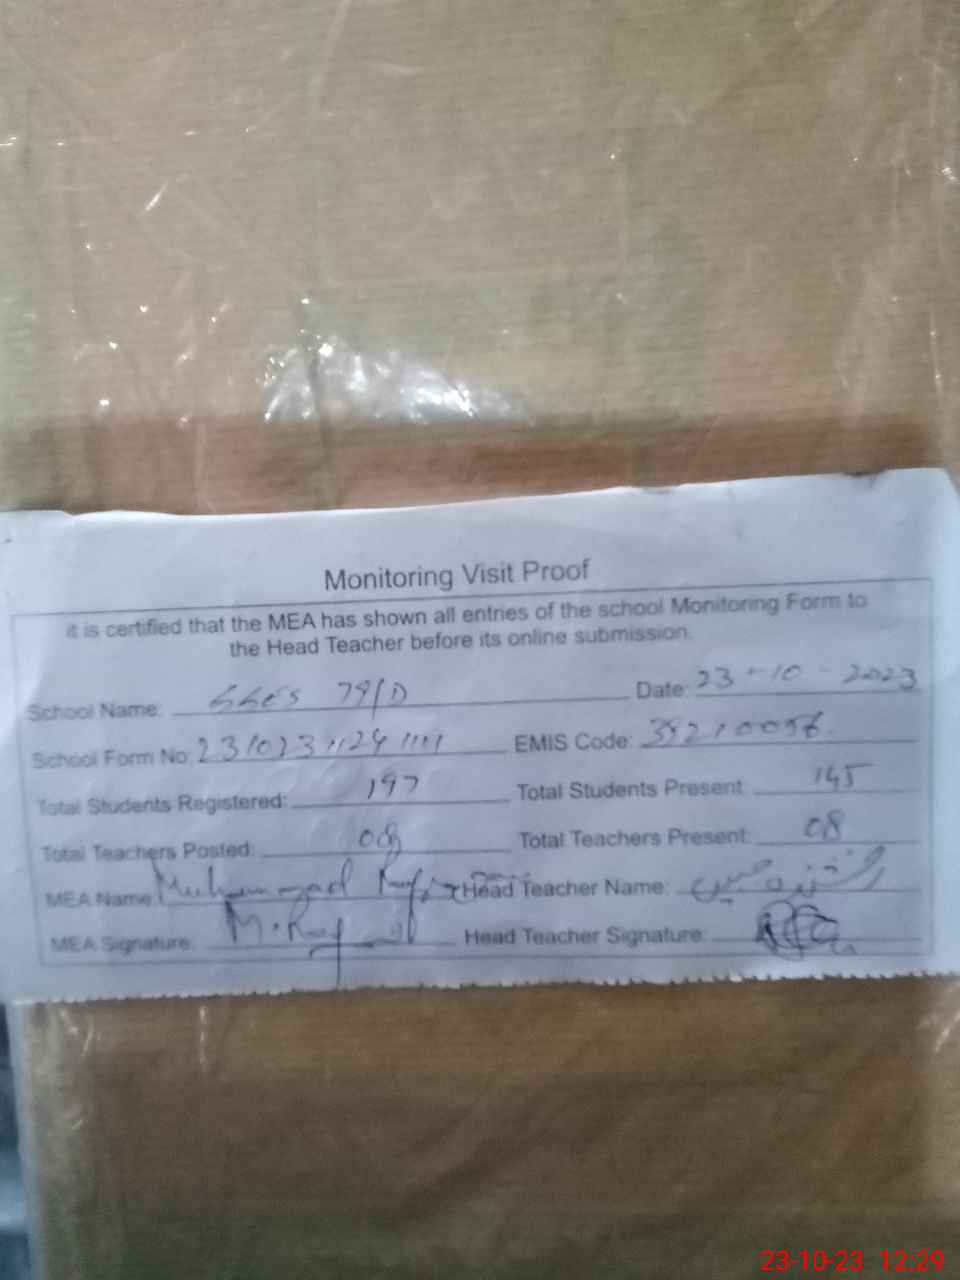 Monitoring Visit Proof
it is certified that the MEA has shown all entries of the school Monitoring Form to
the Head Teacher before its online submission.
School Name: GGES 79/D Date: 23-10-2023
School Form No: EMIS Code:
Total Students Registered: 197 Total Students Present: 145
Total Teachers Posted: 08 Total Teachers Present: 08
MEA Name: Muhammad Head Teacher Name:
MEA Signature: Head Teacher Signature:
23-10-23 12:29